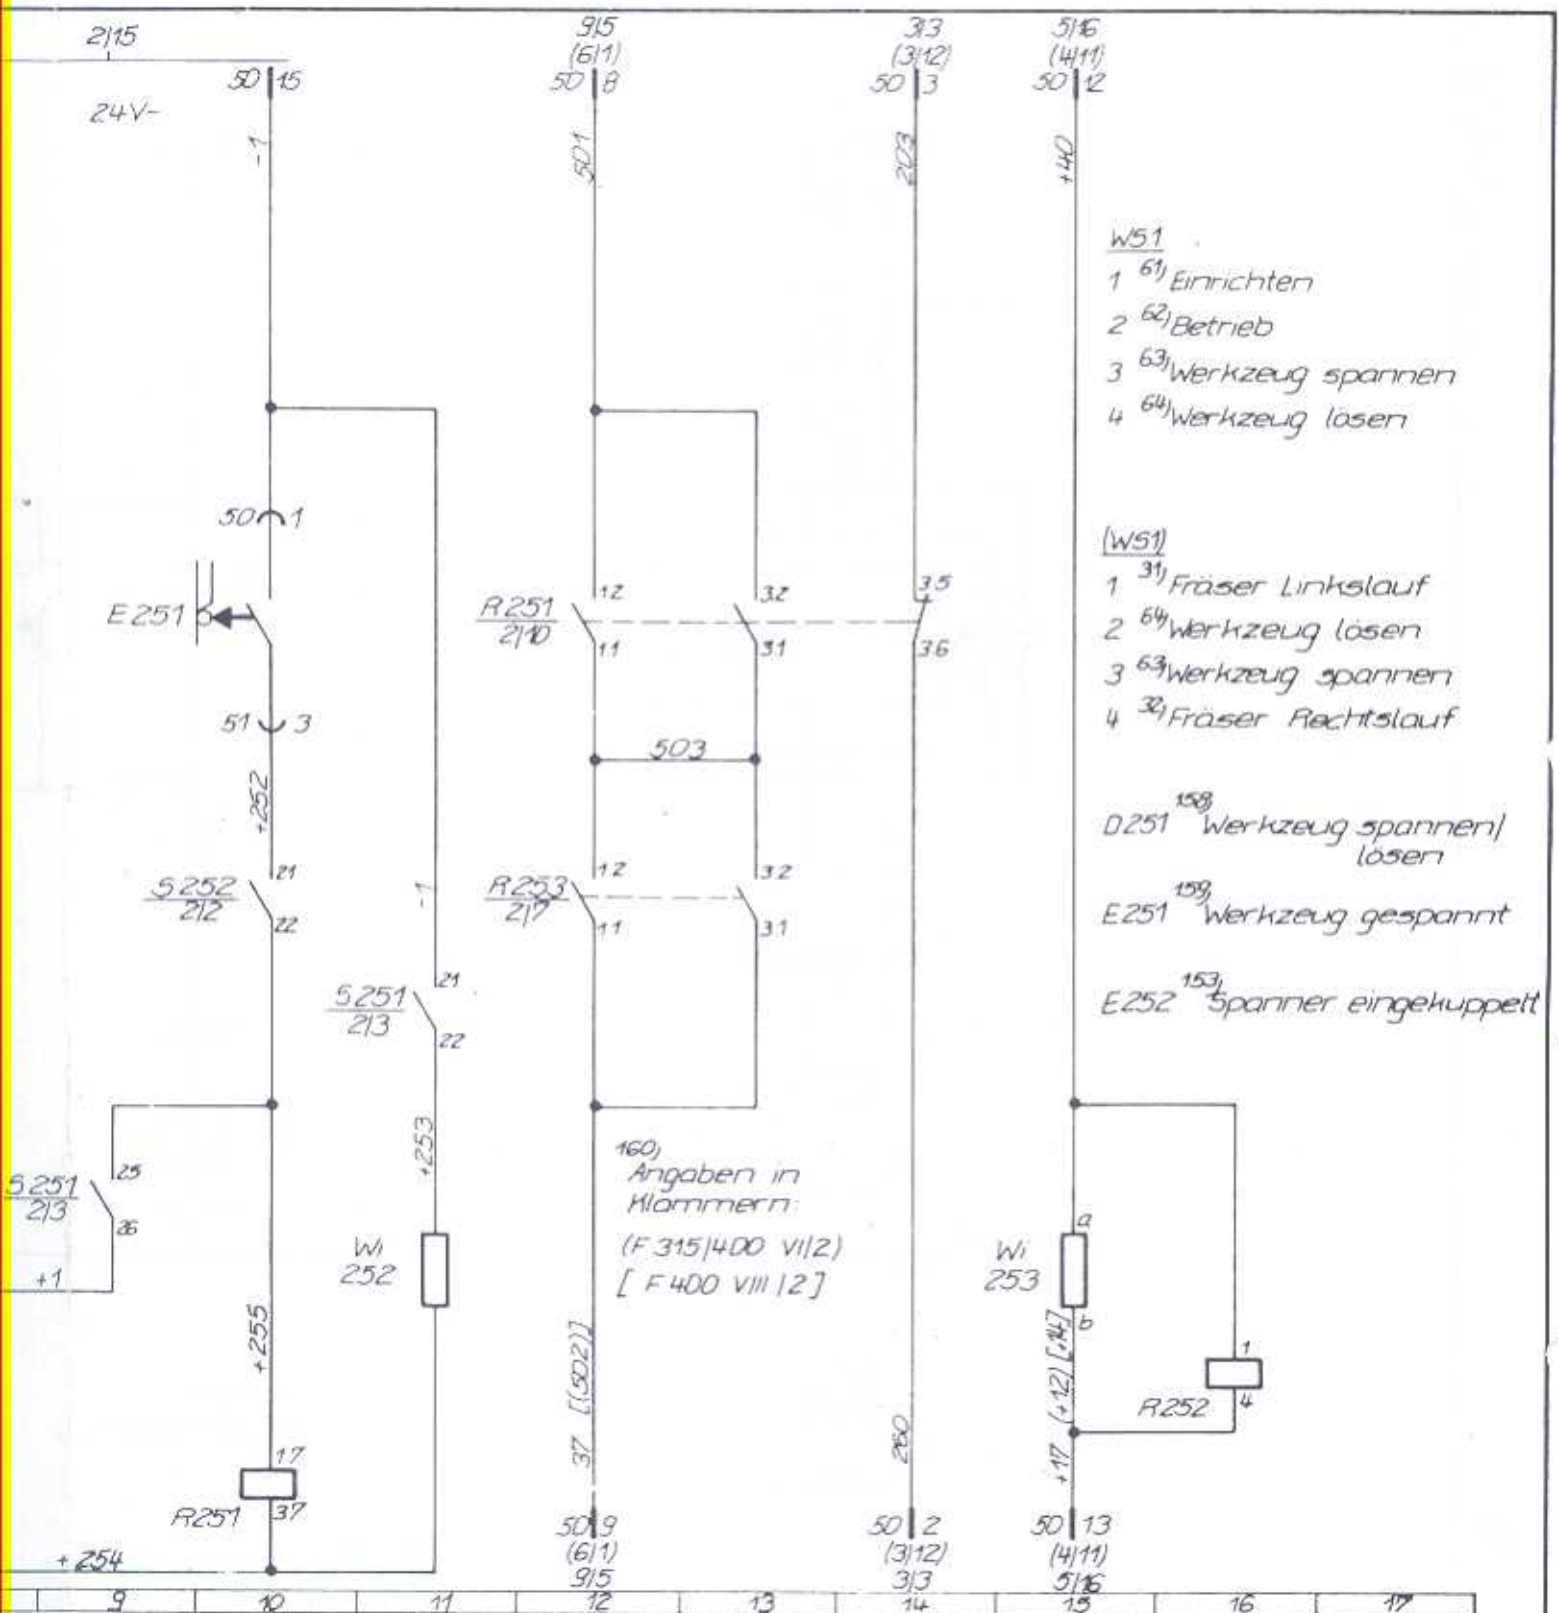 2/15
9/5
(6/1)
50 8
3/3
(3/12)
50 3
5/16
(4/11)
50 12
50 15
24V-
-1
501
203
+40
W51
1 61) Einrichten
2 62) Betrieb
3 63) Werkzeug spannen
4 64) Werkzeug lösen
50 1
(W51)
1 31) Fräser Linkslauf
2 64) Werkzeug lösen
3 63) Werkzeug spannen
4 32) Fräser Rechtslauf
E251
R251
2/10
12
11
32
31
35
36
51 3
503
+252
D251 158) Werkzeug spannen/
lösen
S252
2/2
21
22
-1
R253
2/7
12
11
32
31
E251 159) Werkzeug gespannt
S251
2/3
21
22
E252 153) Spanner eingekuppelt
+253
160)
Angaben in
Klammern:
(F 315/400 VI/2)
[ F 400 VIII/2 ]
S251
2/3
25
26
+1
Wi
252
+255
37 [(502)]
260
Wi
253
a
b
+17 (+12) [+14]
R252
1
4
R251
17
37
50 9
(6/1)
9/5
50 2
(3/12)
3/3
50 13
(4/11)
5/16
+254
9 10 11 12 13 14 15 16 17